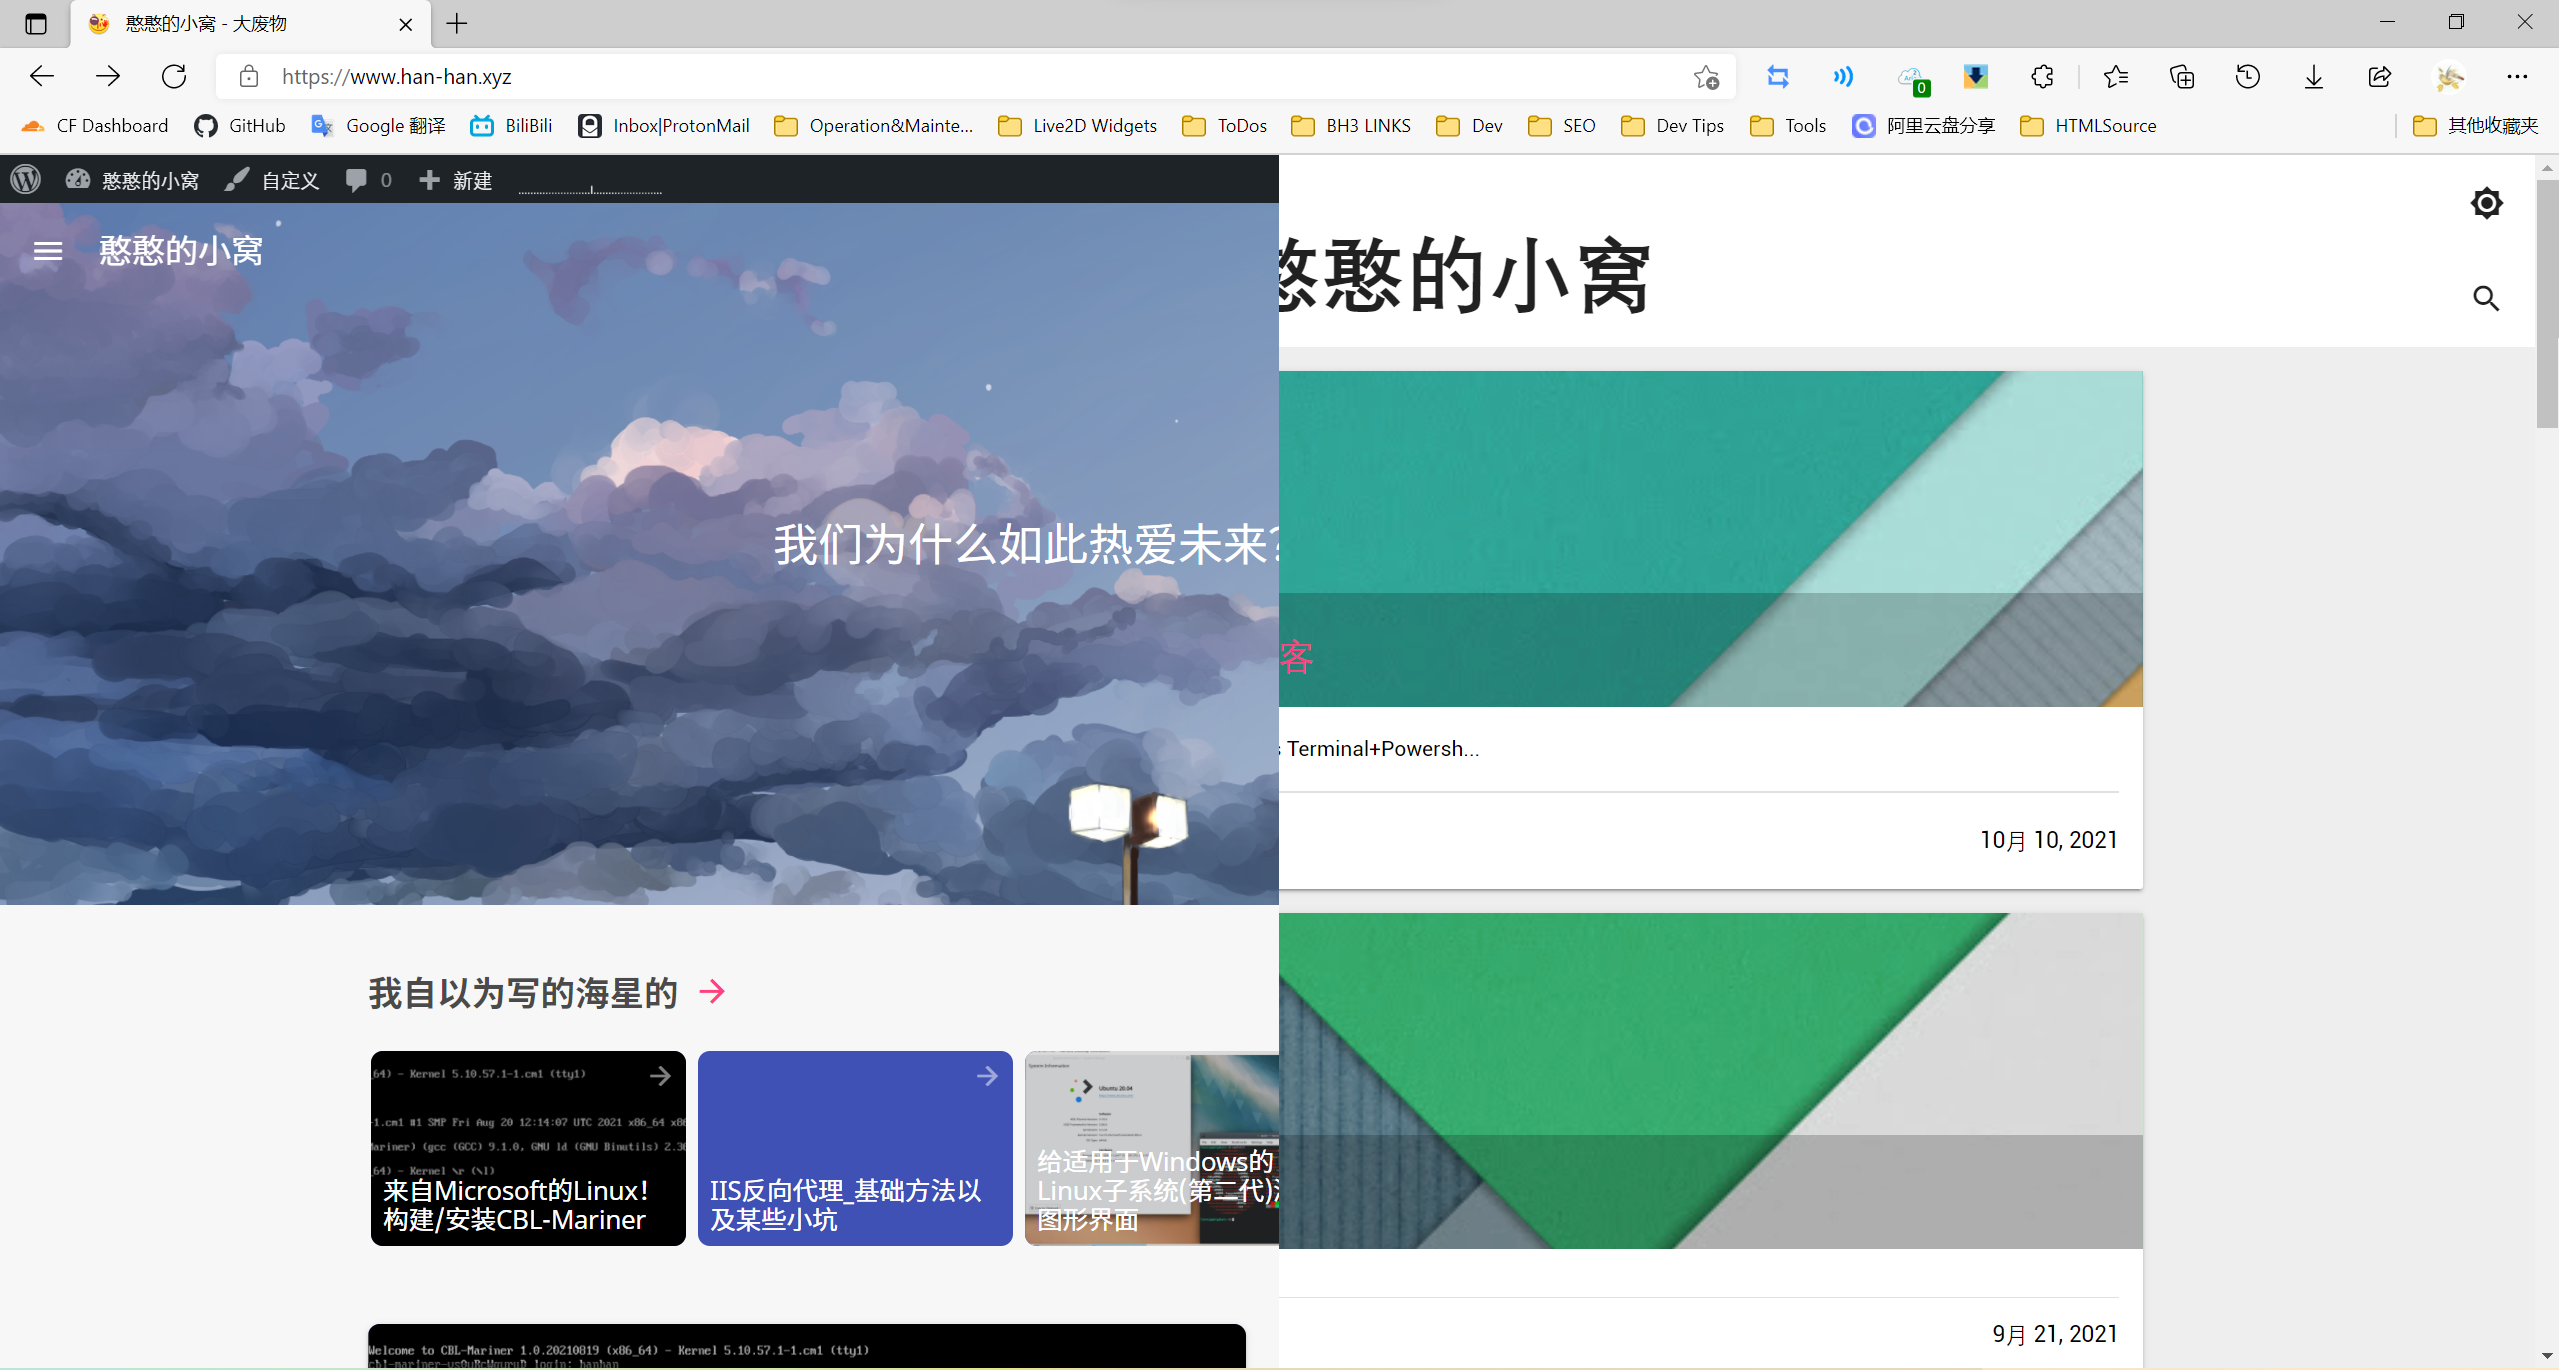 憨憨的小窝 - 大废物
https://www.han-han.xyz
0
CF Dashboard GitHub Google 翻译 BiliBili Inbox|ProtonMail Operation&Mainte... Live2D Widgets ToDos BH3 LINKS Dev SEO Dev Tips Tools 阿里云盘分享 HTMLSource 其他收藏夹
憨憨的小窝 自定义 0 新建
憨憨的小窝
我们为什么如此热爱未来?
我自以为写的海星的
_64) - Kernel 5.10.57.1-1.cm1 (tty1)
-1.cm1 #1 SMP Fri Aug 20 12:14:07 UTC 2021 x86_64 x86
Mariner) (gcc (GCC) 9.1.0, GNU ld (GNU Binutils) 2.36
_64) - Kernel \r (\l)
来自Microsoft的Linux!
构建/安装CBL-Mariner
IIS反向代理_基础方法以
及某些小坑
Ubuntu 20.04
给适用于Windows的
Linux子系统(第二代)
图形界面
Welcome to CBL-Mariner 1.0.20210819 (x86_64) - Kernel 5.10.57.1-1.cm1 (tty1)
憨憨的小窝
客
s Terminal+Powersh...
10月 10, 2021
9月 21, 2021